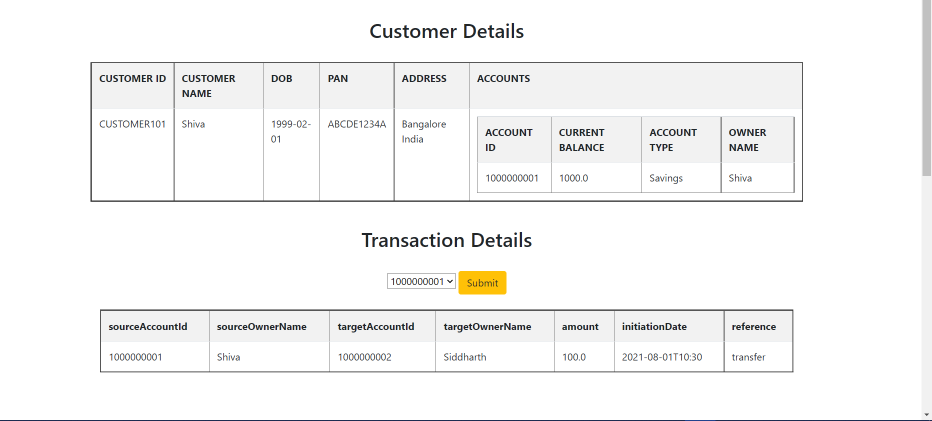 Customer Details
CUSTOMER ID CUSTOMER NAME DOB PAN ADDRESS ACCOUNTS
CUSTOMER101 Shiva 1999-02-01 ABCDE1234A Bangalore India
ACCOUNT ID CURRENT BALANCE ACCOUNT TYPE OWNER NAME
1000000001 1000.0 Savings Shiva
Transaction Details
1000000001 Submit
sourceAccountId sourceOwnerName targetAccountId targetOwnerName amount initiationDate reference
1000000001 Shiva 1000000002 Siddharth 100.0 2021-08-01T10:30 transfer